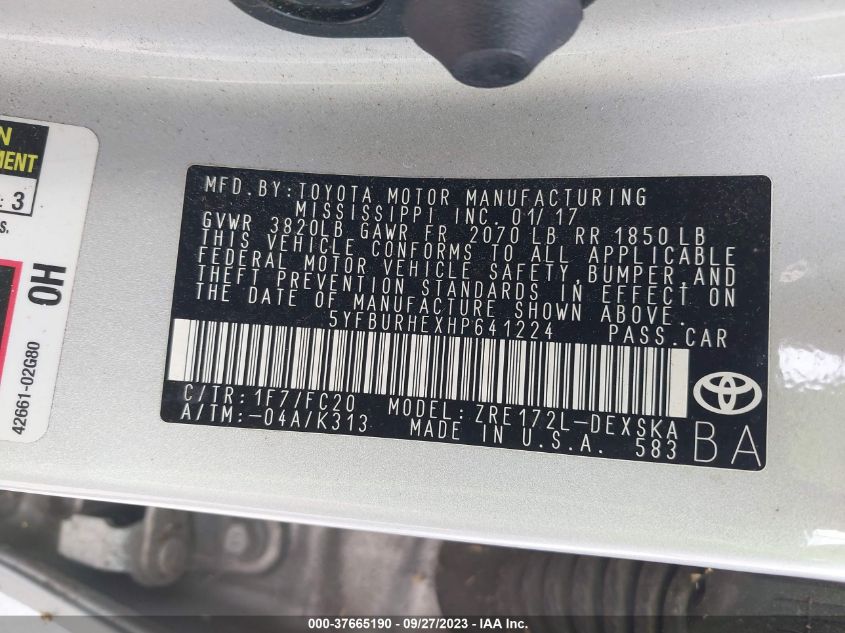 N
MENT
: 3
S.
OH
42661-02G80
MFD. BY: TOYOTA MOTOR MANUFACTURING
MISSISSIPPI INC. 01/17
GVWR 3820LB GAWR FR 2070 LB RR 1850 LB
THIS VEHICLE CONFORMS TO ALL APPLICABLE
FEDERAL MOTOR VEHICLE SAFETY, BUMPER, AND
THEFT PREVENTION STANDARDS IN EFFECT ON
THE DATE OF MANUFACTURE SHOWN ABOVE.
5YFBURHEXHP641224 PASS. CAR
C/TR: 1F7/FC20 MODEL: ZRE172L-DEXSKA
A/TM: -04A/K313 MADE IN U.S.A. 583
BA
000-37665190 - 09/27/2023 - IAA Inc.